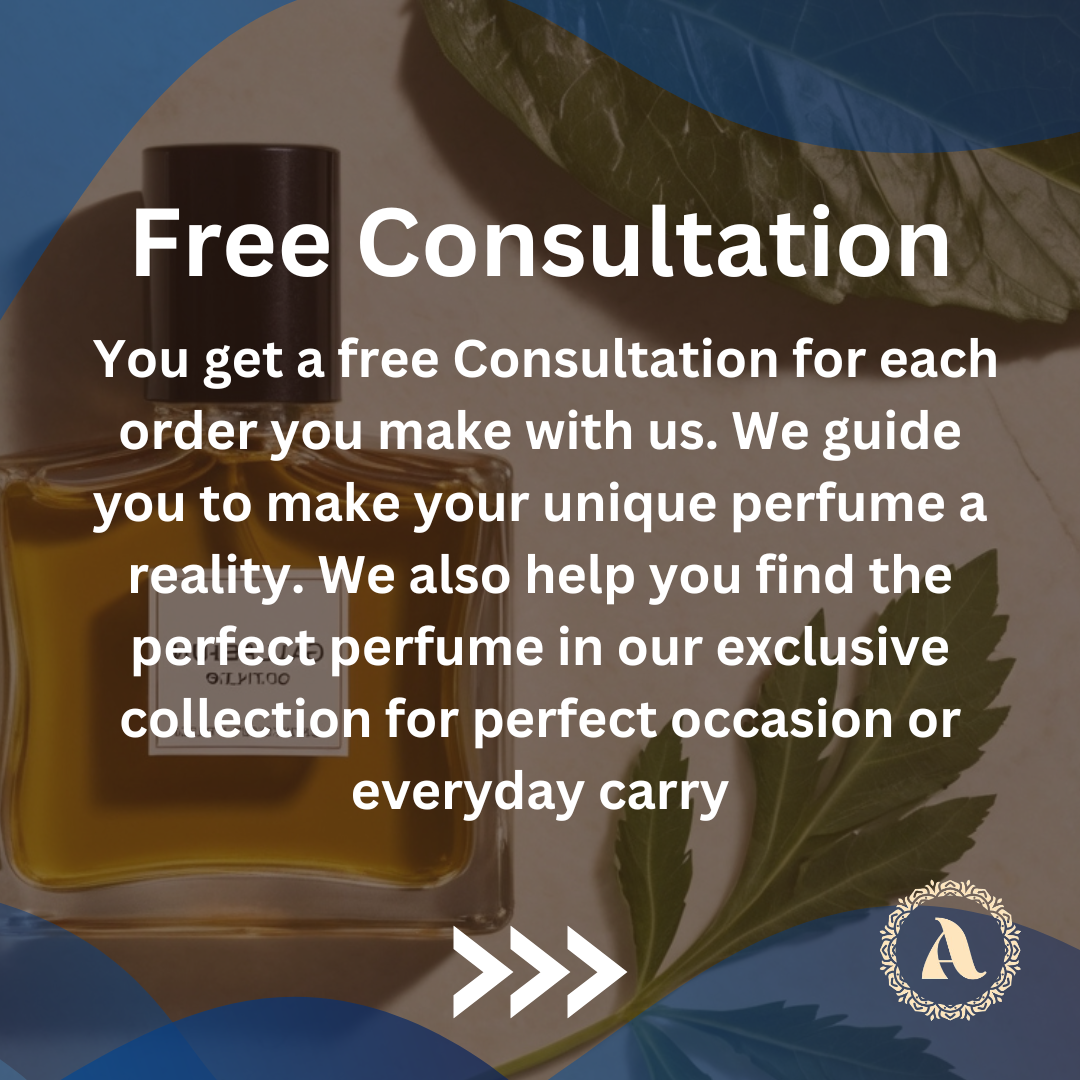 Free Consultation
You get a free Consultation for each
order you make with us. We guide
you to make your unique perfume a
reality. We also help you find the
perfect perfume in our exclusive
collection for perfect occasion or
everyday carry
A